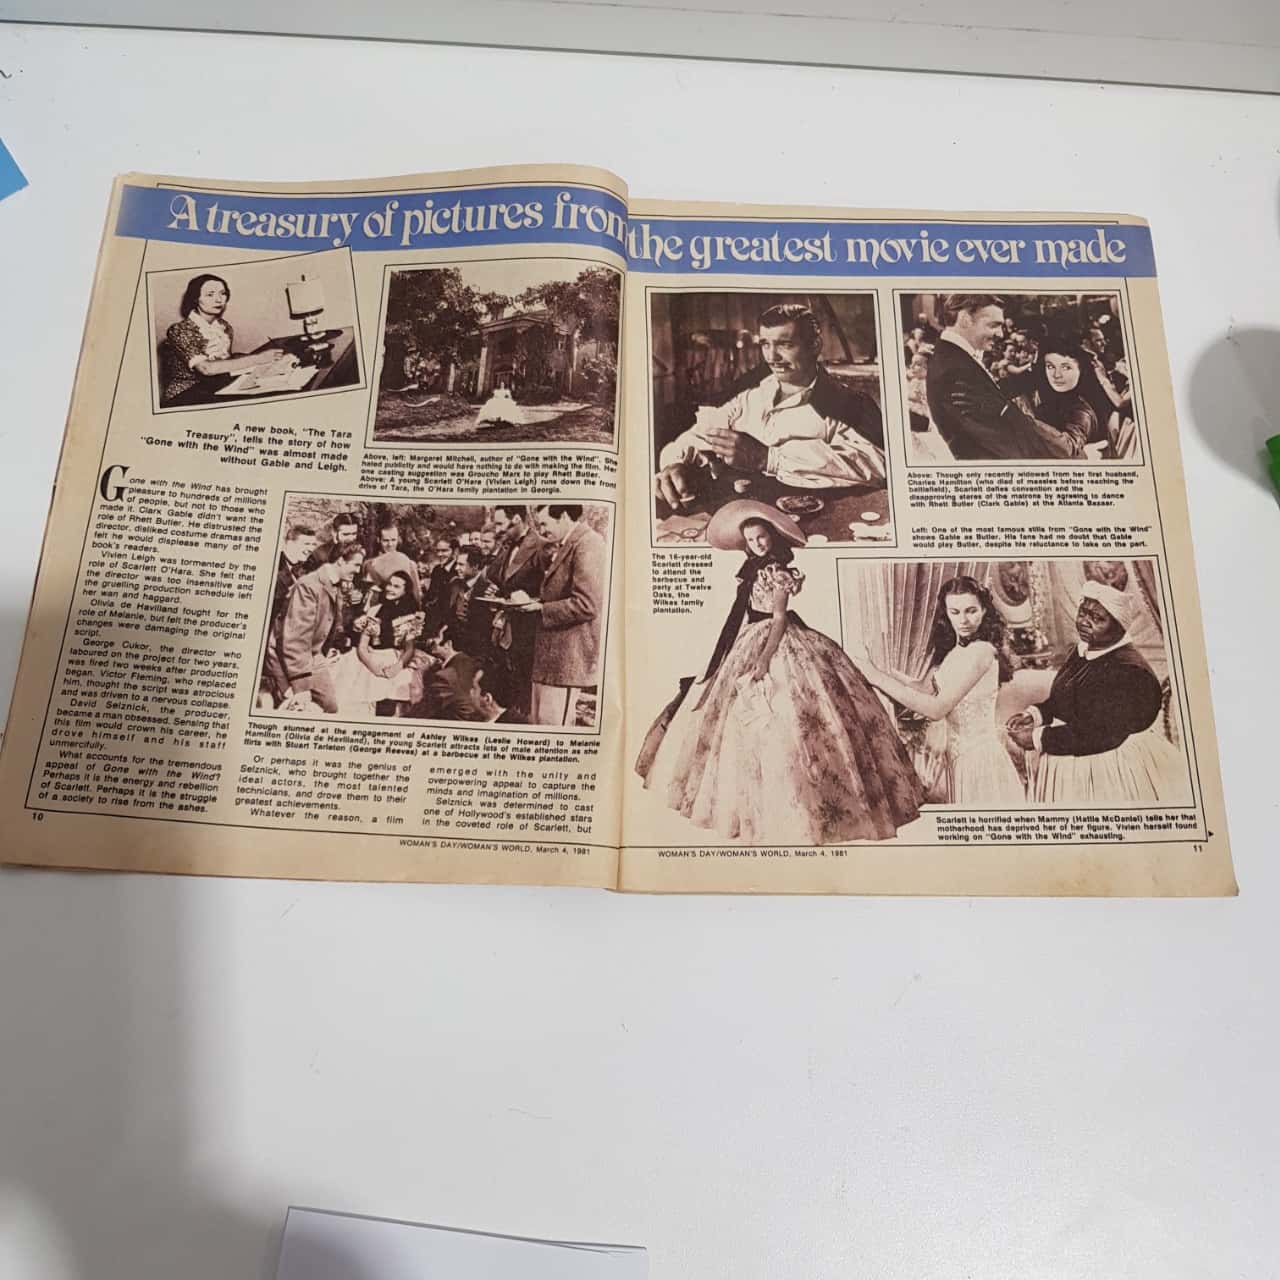 A treasury of pictures from the greatest movie ever made
A new book, "The Tara
Treasury", tells the story of how
"Gone with the Wind" was almost made
without Gable and Leigh.
Above, left: Margaret Mitchell, author of "Gone with the Wind". She
hated publicity and would have nothing to do with making the film. Her
one casting suggestion was Groucho Marx to play Rhett Butler.
Above: A young Scarlett O'Hara (Vivien Leigh) runs down the front
drive of Tara, the O'Hara family plantation in Georgia.
Gone with the Wind has brought
pleasure to hundreds of millions
of people, but not to those who
made it. Clark Gable didn't want the
role of Rhett Butler. He distrusted the
director, disliked costume dramas and
felt he would displease many of the
book's readers.
Vivien Leigh was tormented by the
role of Scarlett O'Hara. She felt that
the director was too insensitive and
the gruelling production schedule left
her wan and haggard.
Olivia de Havilland fought for the
role of Melanie, but felt the producer's
changes were damaging the original
script.
George Cukor, the director who
laboured on the project for two years,
was fired two weeks after production
began. Victor Fleming, who replaced
him, thought the script was atrocious
and was driven to a nervous collapse.
David Selznick, the producer,
became a man obsessed. Sensing that
this film would crown his career, he
drove himself and his staff
unmercifully.
What accounts for the tremendous
appeal of Gone with the Wind?
Perhaps it is the energy and rebellion
of Scarlett. Perhaps it is the struggle
of a society to rise from the ashes.
Though stunned at the engagement of Ashley Wilkes (Leslie Howard) to Melanie
Hamilton (Olivia de Havilland), the young Scarlett attracts lots of male attention as she
flirts with Stuart Tarleton (George Reeves) at a barbecue at the Wilkes plantation.
Or perhaps it was the genius of
Selznick, who brought together the
ideal actors, the most talented
technicians, and drove them to their
greatest achievements.
Whatever the reason, a film
emerged with the unity and
overpowering appeal to capture the
minds and imagination of millions.
Selznick was determined to cast
one of Hollywood's established stars
in the coveted role of Scarlett, but
10
WOMAN'S DAY/WOMAN'S WORLD, March 4, 1981
Above: Though only recently widowed from her first husband,
Charles Hamilton (who died of measles before reaching the
battlefield), Scarlett defies convention and the
disapproving stares of the matrons by agreeing to dance
with Rhett Butler (Clark Gable) at the Atlanta Bazaar.
Left: One of the most famous stills from "Gone with the Wind"
shows Gable as Butler. His fans had no doubt that Gable
would play Butler, despite his reluctance to take on the part.
The 16-year-old
Scarlett dressed
to attend the
barbecue and
party at Twelve
Oaks, the
Wilkes family
plantation.
Scarlett is horrified when Mammy (Hattie McDaniel) tells her that
motherhood has deprived her of her figure. Vivien herself found
working on "Gone with the Wind" exhausting.
WOMAN'S DAY/WOMAN'S WORLD, March 4, 1981
11